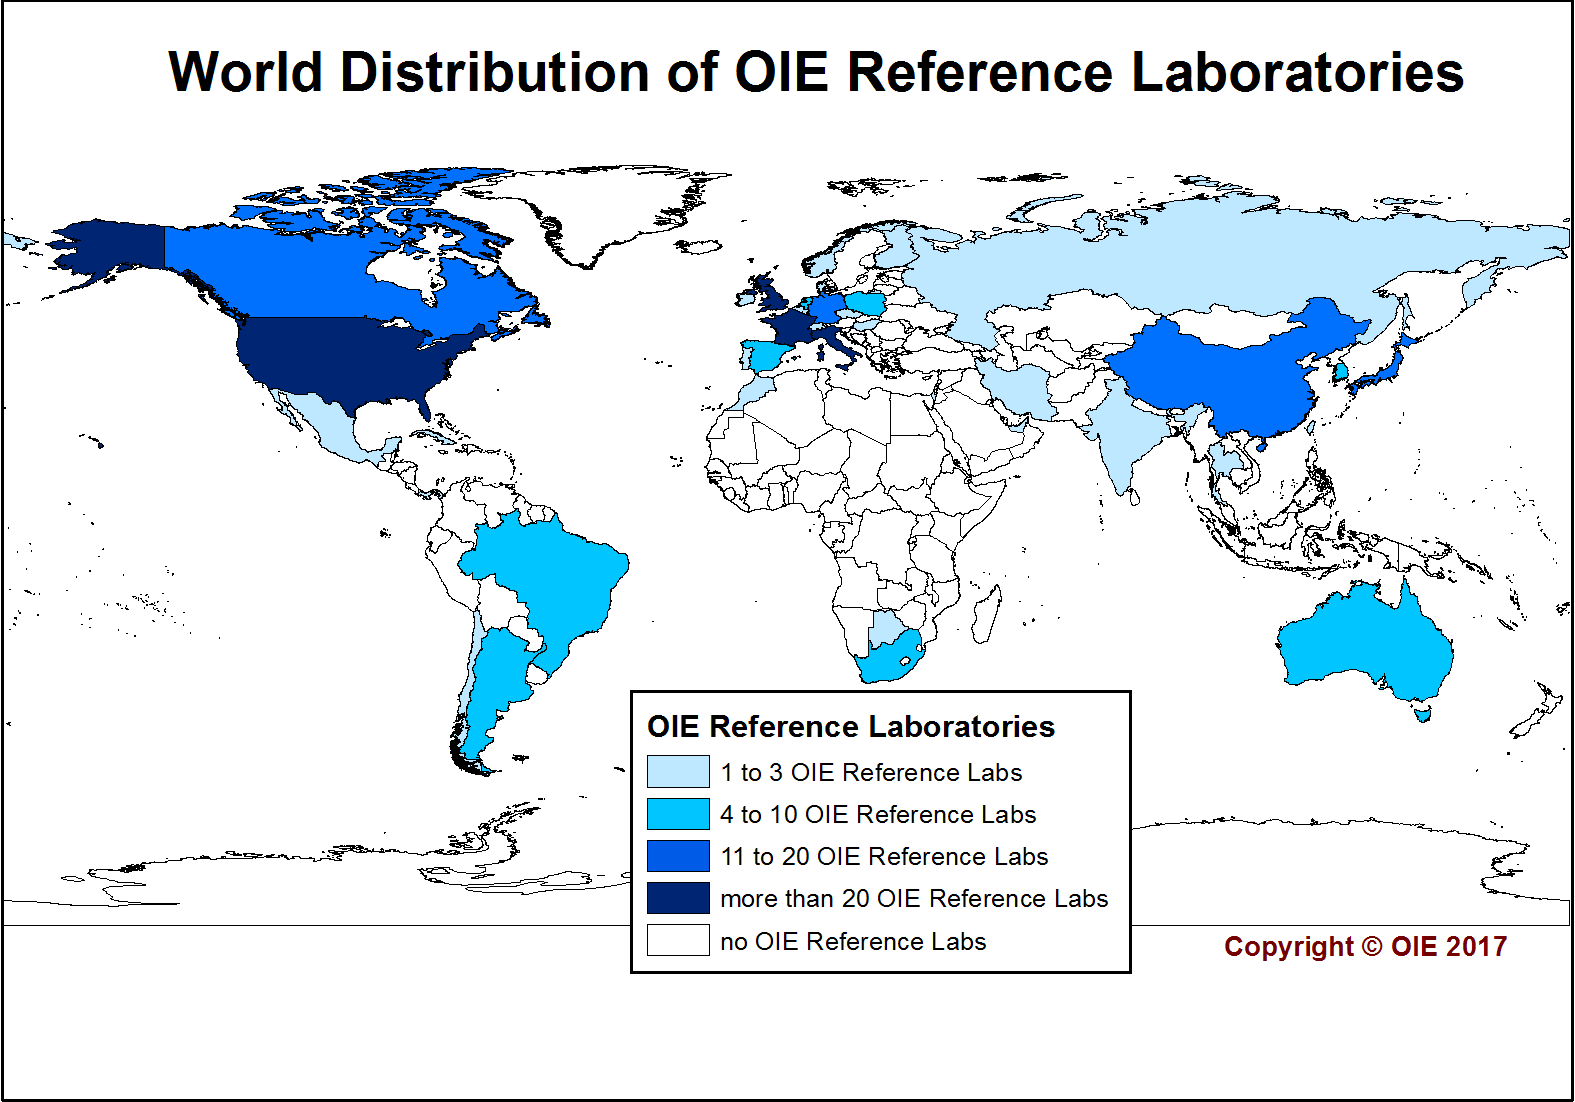 World Distribution of OIE Reference Laboratories
OIE Reference Laboratories
1 to 3 OIE Reference Labs
4 to 10 OIE Reference Labs
11 to 20 OIE Reference Labs
more than 20 OIE Reference Labs
no OIE Reference Labs
Copyright © OIE 2017